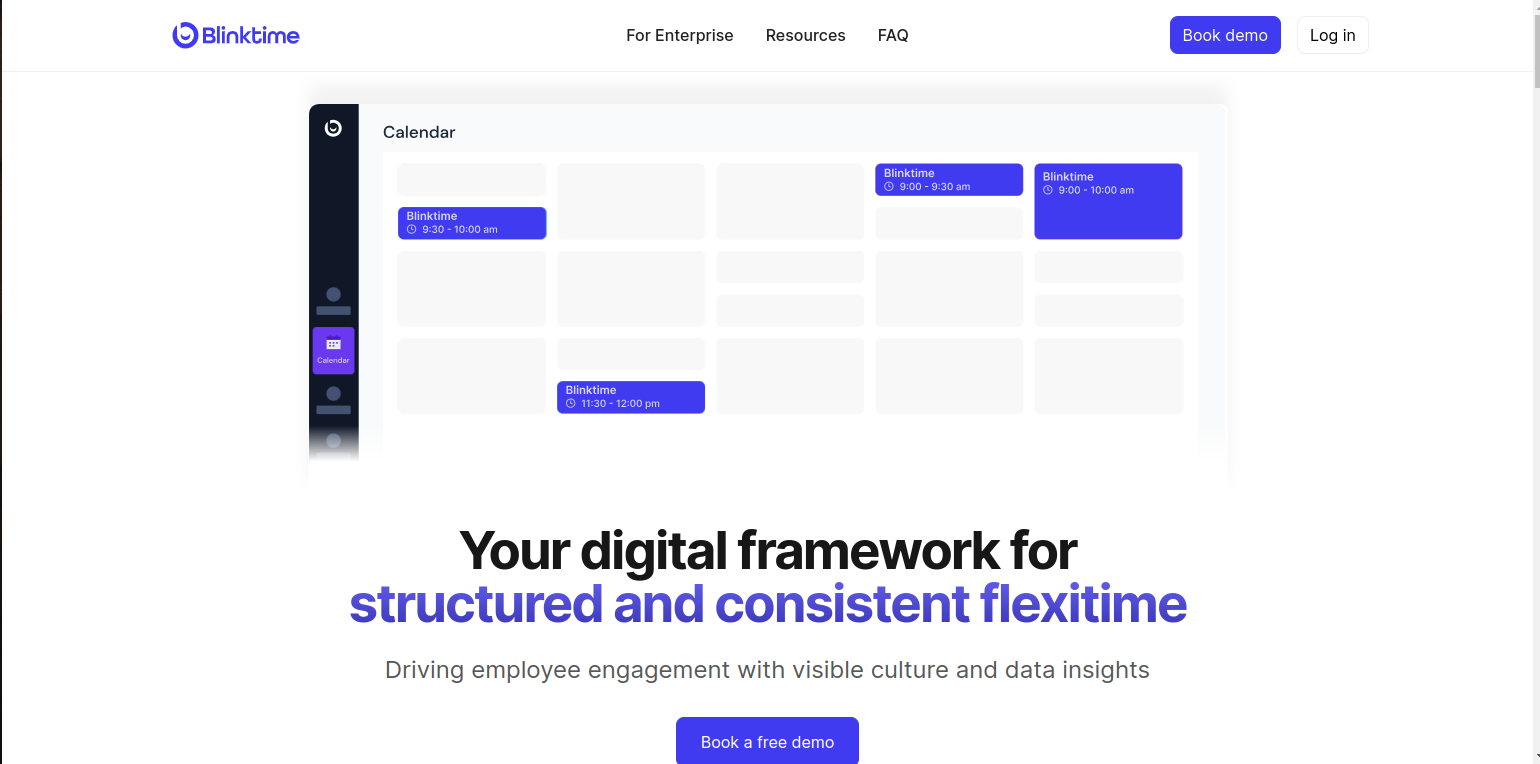 Blinktime
For Enterprise
Resources
FAQ
Book demo
Log in
Calendar
Blinktime
9:00 - 9:30 am
Blinktime
9:00 - 10:00 am
Blinktime
9:30 - 10:00 am
Calendar
Blinktime
11:30 - 12:00 pm
Your digital framework for
structured and consistent flexitime
Driving employee engagement with visible culture and data insights
Book a free demo